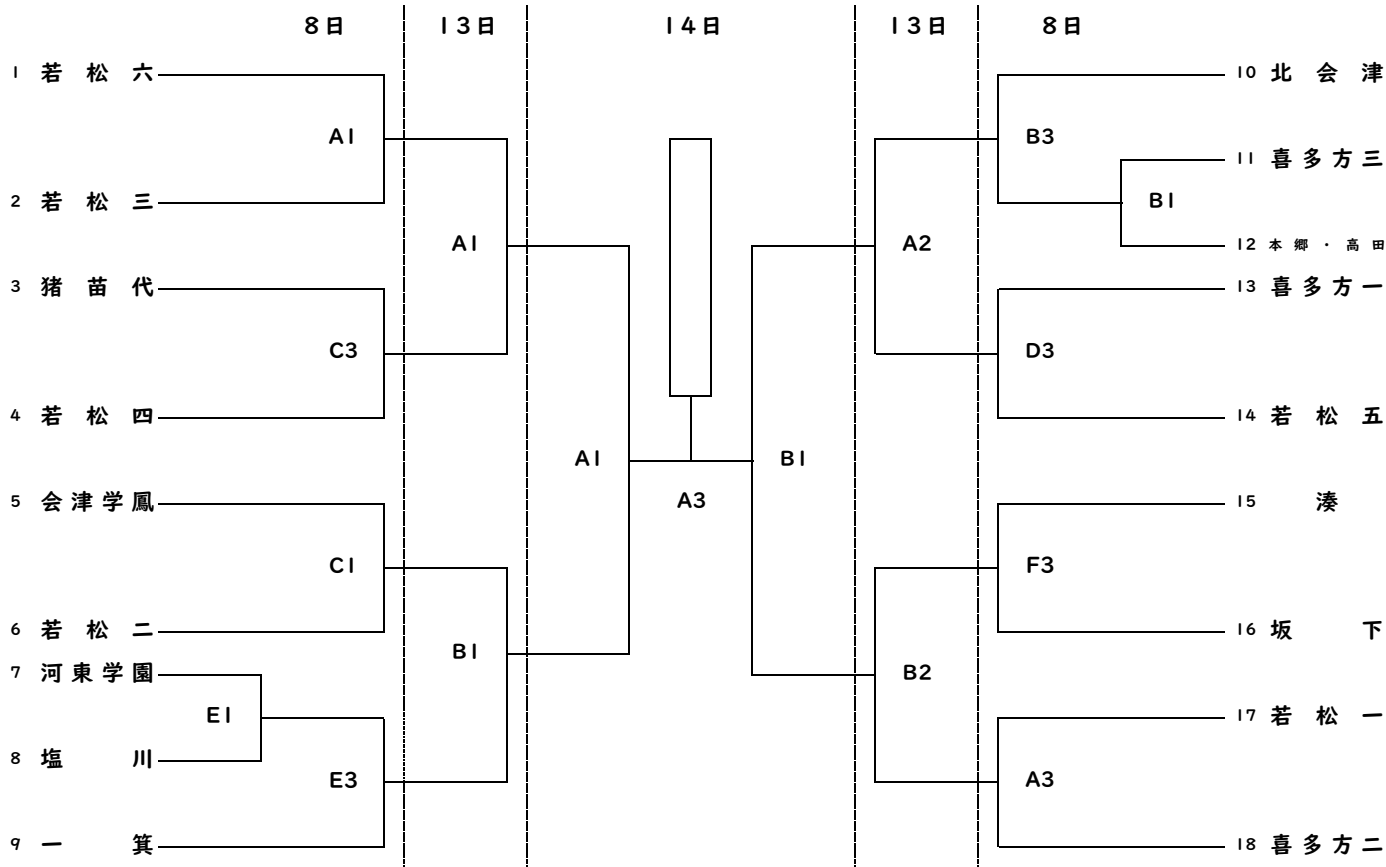 8日 13日 14日 13日 8日
1 若松六
A1
2 若松三
A1
3 猪苗代
C3
4 若松四
A1
5 会津学鳳
C1
6 若松二
B1
7 河東学園
E1
8 塩川
E3
9 一箕
A3
B1
10 北会津
B3
11 喜多方三
B1
12 本郷・高田
A2
13 喜多方一
D3
14 若松五
15 湊
F3
16 坂下
B2
17 若松一
A3
18 喜多方二